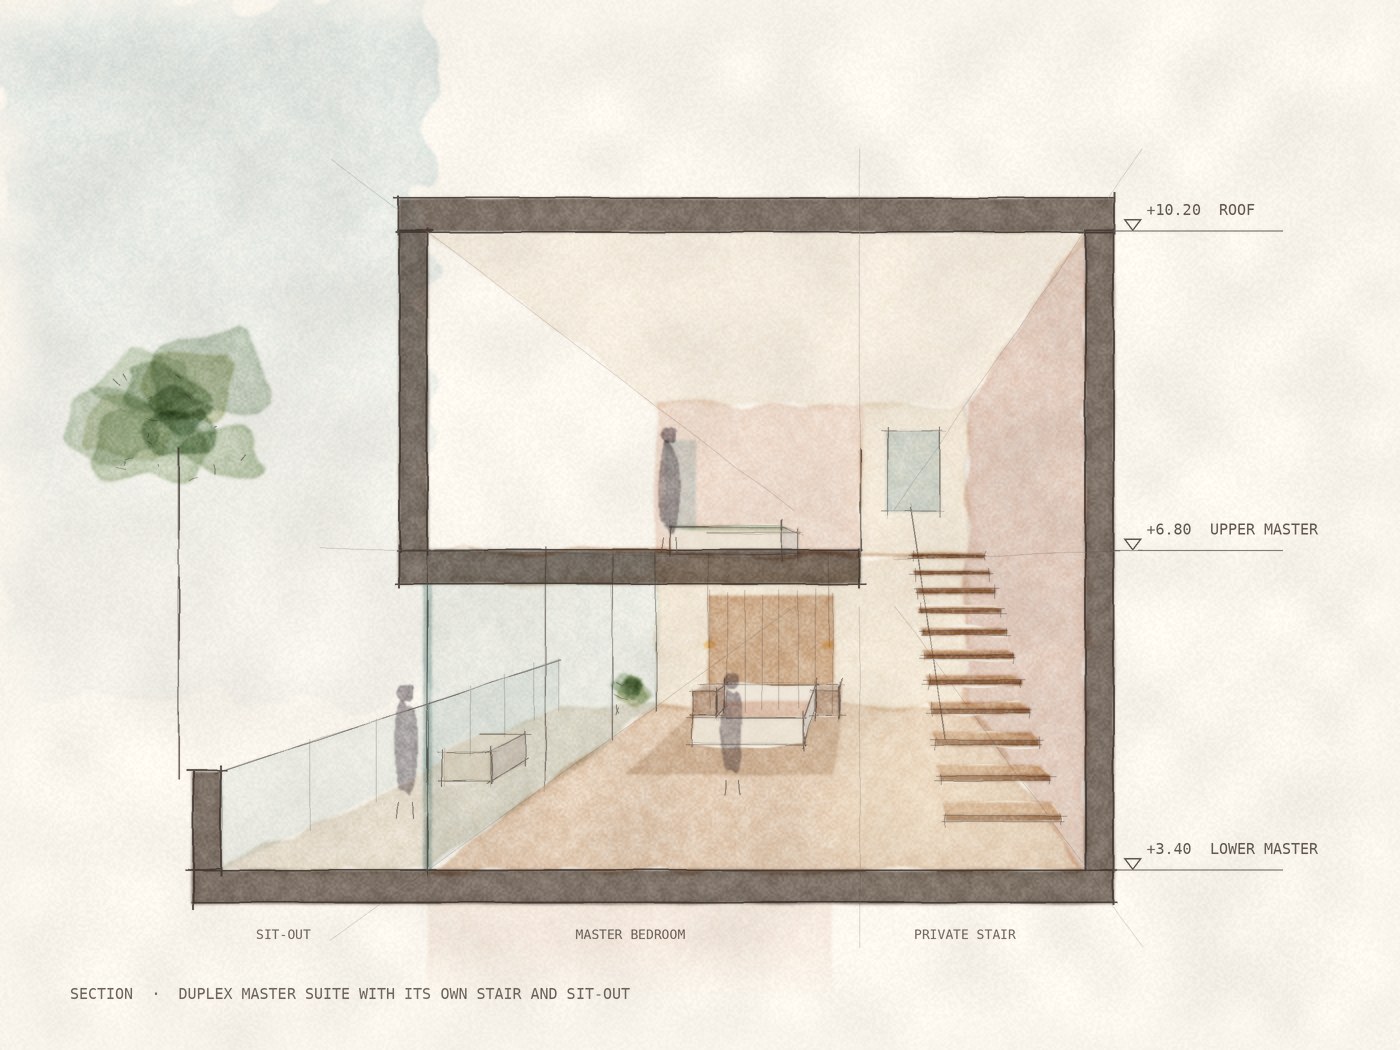 +10.20  ROOF
+6.80  UPPER MASTER
+3.40  LOWER MASTER
SIT-OUT
MASTER BEDROOM
PRIVATE STAIR
SECTION  ·  DUPLEX MASTER SUITE WITH ITS OWN STAIR AND SIT-OUT